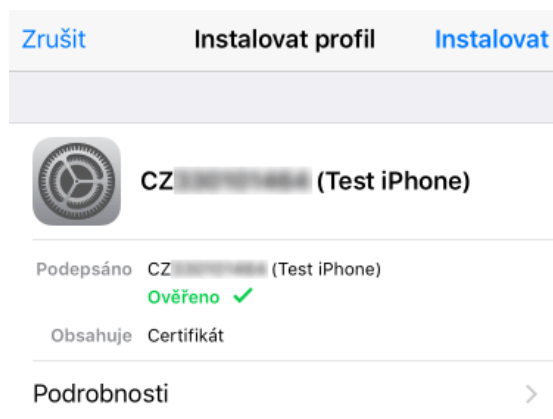 Zrušit Instalovat profil Instalovat
CZ (Test iPhone)
Podepsáno CZ (Test iPhone)
Ověřeno
Obsahuje Certifikát
Podrobnosti